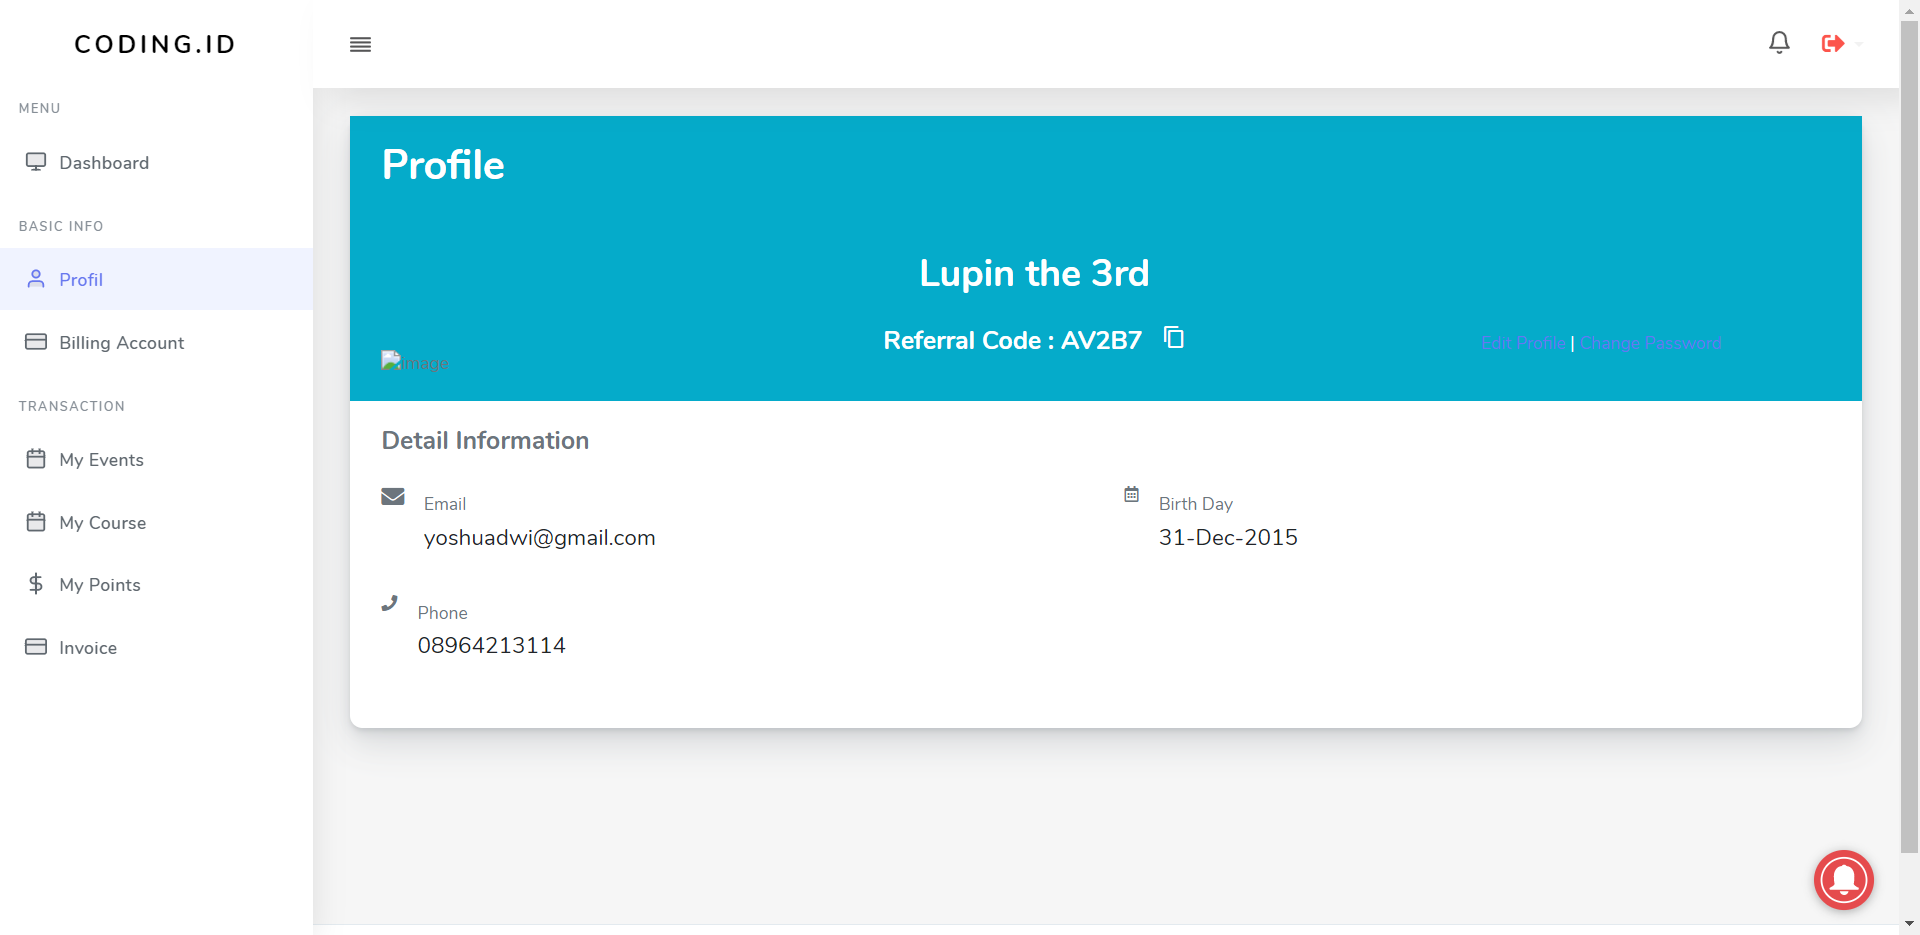 CODING.ID
MENU
Dashboard
BASIC INFO
Profil
Billing Account
TRANSACTION
My Events
My Course
My Points
Invoice
Profile
Lupin the 3rd
Referral Code : AV2B7
image
Edit Profile | Change Password
Detail Information
Email
yoshuadwi@gmail.com
Birth Day
31-Dec-2015
Phone
08964213114